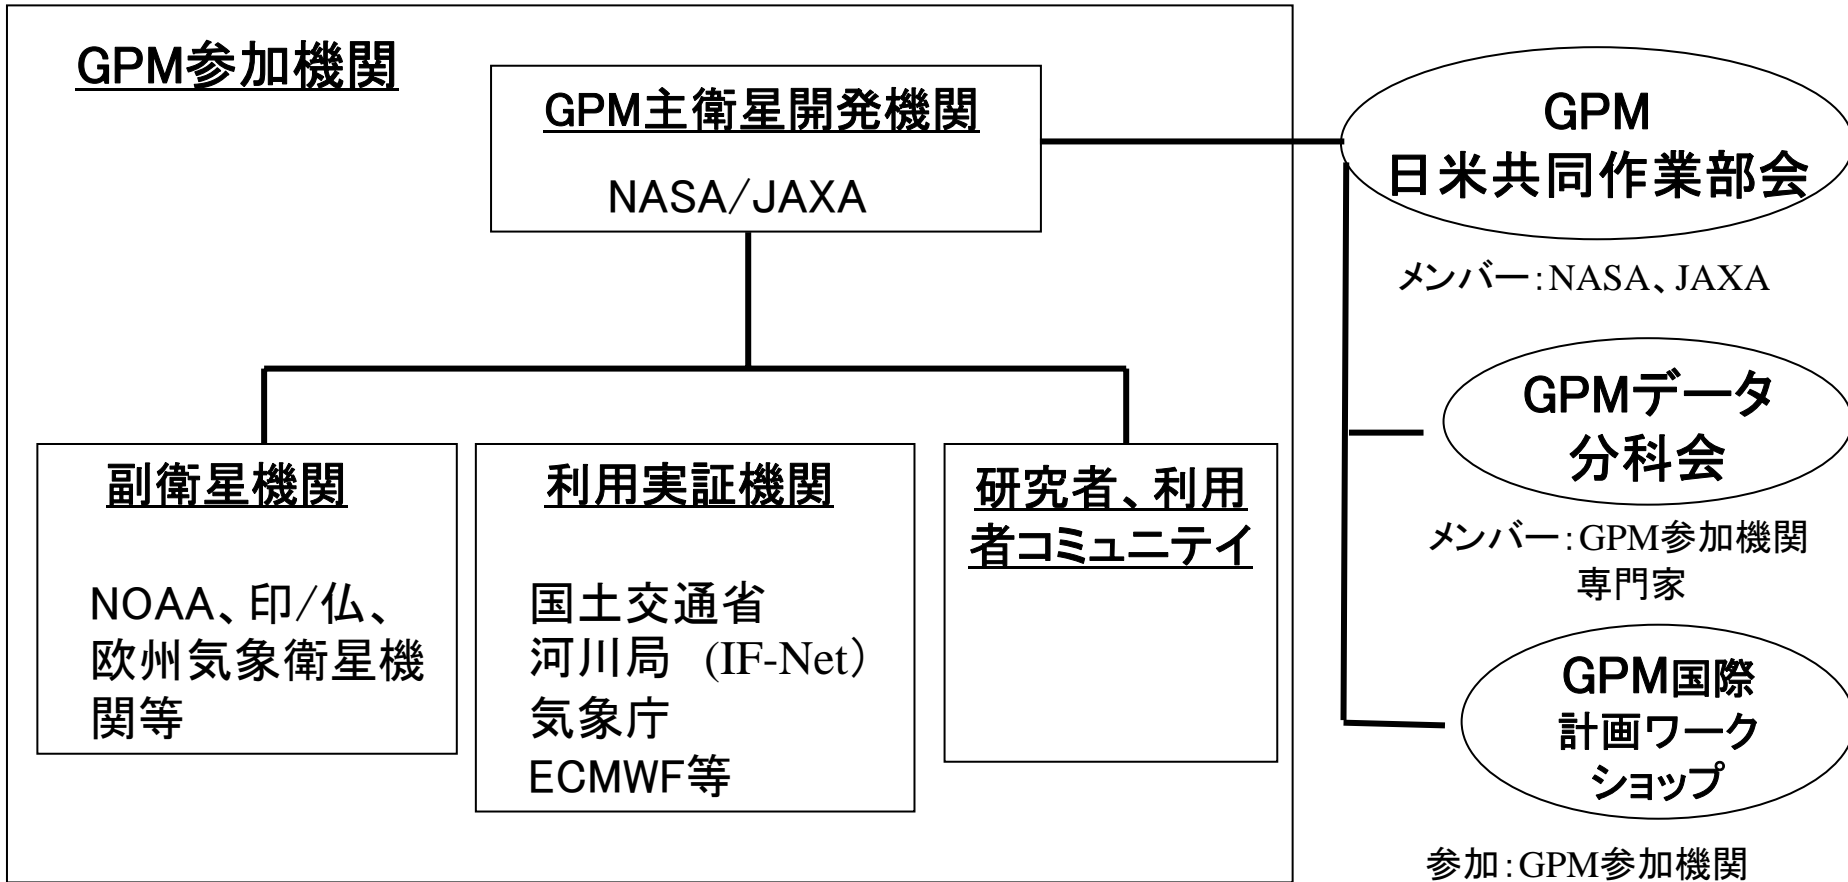 GPM参加機関
GPM主衛星開発機関
NASA/JAXA
副衛星機関
NOAA、印/仏、
欧州気象衛星機
関等
利用実証機関
国土交通省
河川局 (IF-Net)
気象庁
ECMWF等
研究者、利用
者コミュニテイ
GPM
日米共同作業部会
メンバー:NASA、JAXA
GPMデータ
分科会
メンバー:GPM参加機関
専門家
GPM国際
計画ワーク
ショップ
参加:GPM参加機関